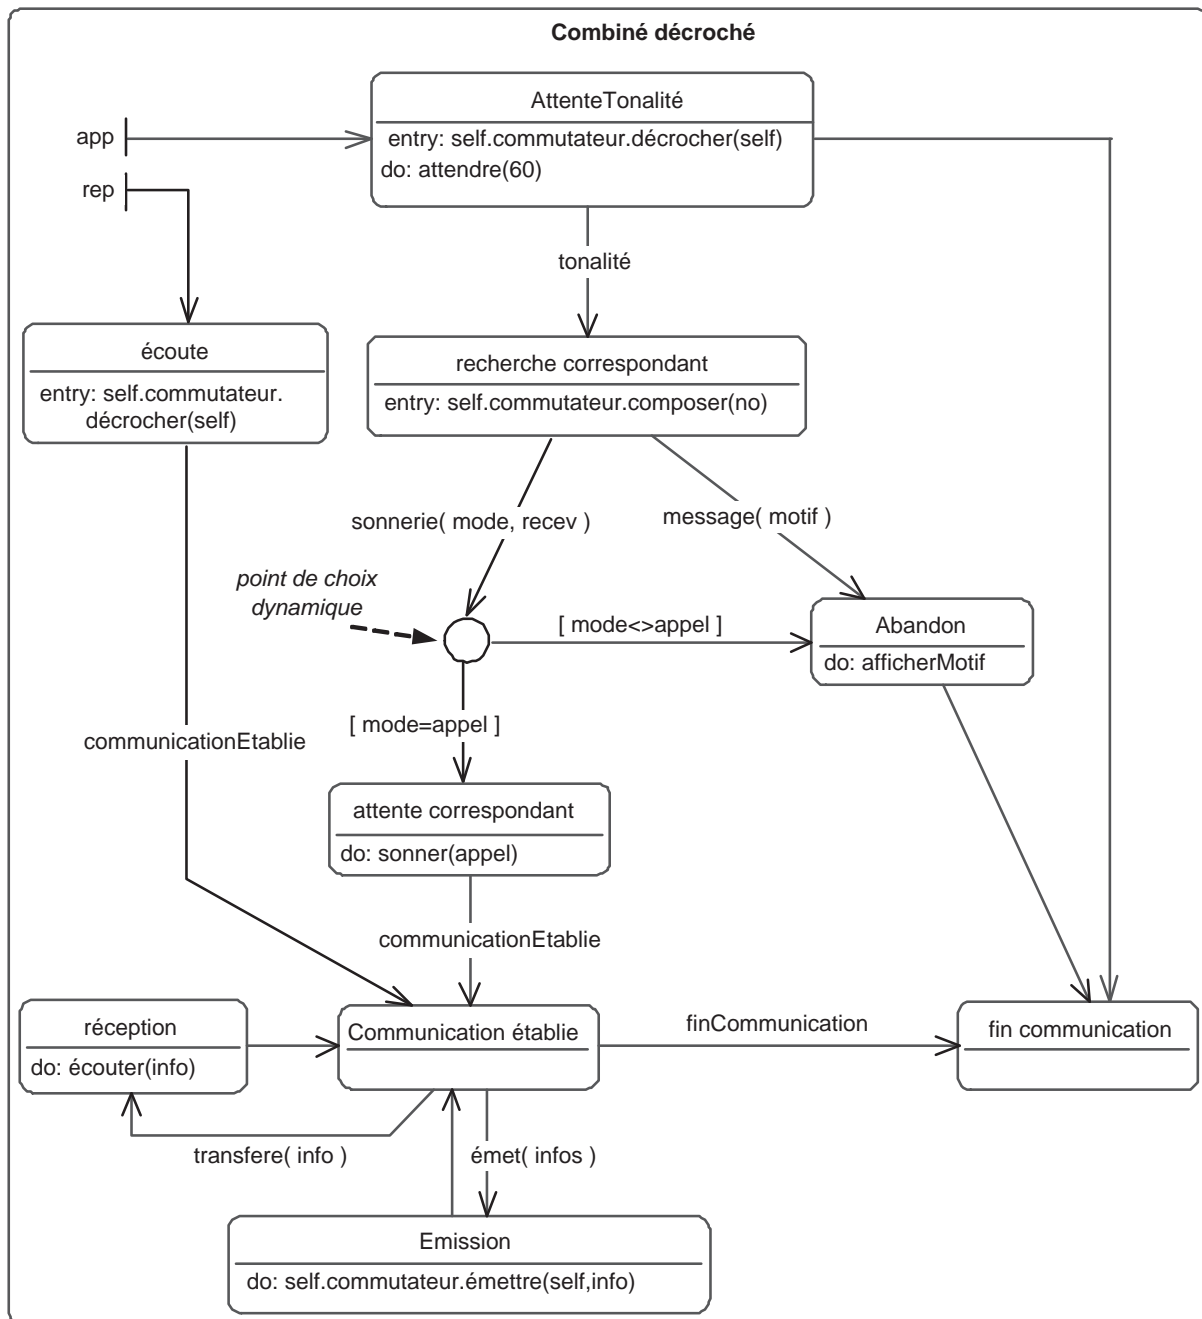 Combiné décroché
AttenteTonalité
app
entry: self.commutateur.décrocher(self)
do: attendre(60)
rep
tonalité
écoute
entry: self.commutateur.
décrocher(self)
recherche correspondant
entry: self.commutateur.composer(no)
sonnerie( mode, recev )
message( motif )
point de choix
dynamique
[ mode<>appel ]
Abandon
do: afficherMotif
[ mode=appel ]
communicationEtablie
attente correspondant
do: sonner(appel)
communicationEtablie
réception
do: écouter(info)
Communication établie
finCommunication
fin communication
transfere( info )
émet( infos )
Emission
do: self.commutateur.émettre(self,info)